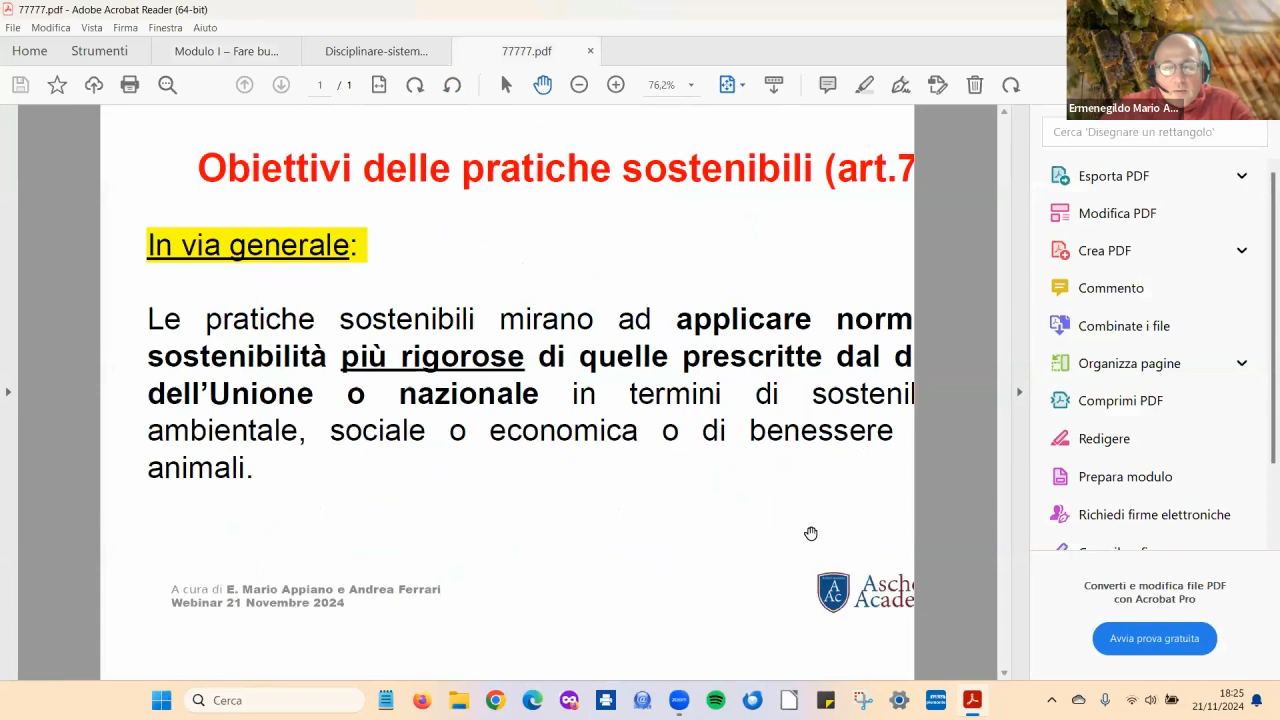 77777.pdf - Adobe Acrobat Reader (64-bit)
File Modifica Vista Firma Finestra Aiuto
Home Strumenti Modulo I – Fare bu... Disciplinare-sistem... 77777.pdf
1 / 1 76,2%
Ermenegildo Mario A...
Cerca 'Disegnare un rettangolo'
Esporta PDF
Modifica PDF
Crea PDF
Commento
Combinate i file
Organizza pagine
Comprimi PDF
Redigere
Prepara modulo
Richiedi firme elettroniche
Converti e modifica file PDF
con Acrobat Pro
Avvia prova gratuita
Obiettivi delle pratiche sostenibili (art.7
In via generale:
Le pratiche sostenibili mirano ad applicare norm
sostenibilità più rigorose di quelle prescritte dal d
dell’Unione o nazionale in termini di sostenil
ambientale, sociale o economica o di benessere
animali.
A cura di E. Mario Appiano e Andrea Ferrari
Webinar 21 Novembre 2024
A
Ac
Asch
Acade
Cerca
18:25
21/11/2024